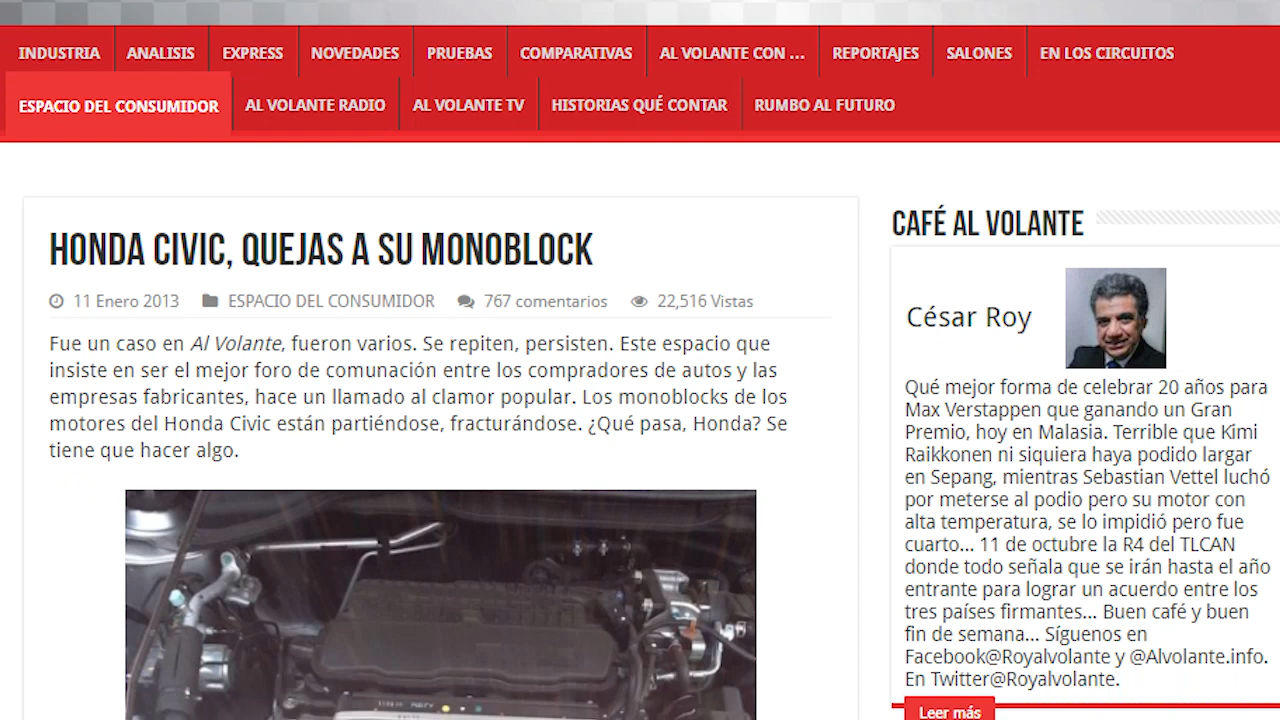 INDUSTRIA ANALISIS EXPRESS NOVEDADES PRUEBAS COMPARATIVAS AL VOLANTE CON ... REPORTAJES SALONES EN LOS CIRCUITOS
ESPACIO DEL CONSUMIDOR AL VOLANTE RADIO AL VOLANTE TV HISTORIAS QUÉ CONTAR RUMBO AL FUTURO
HONDA CIVIC, QUEJAS A SU MONOBLOCK
11 Enero 2013 ESPACIO DEL CONSUMIDOR 767 comentarios 22,516 Vistas
Fue un caso en Al Volante, fueron varios. Se repiten, persisten. Este espacio que
insiste en ser el mejor foro de comunación entre los compradores de autos y las
empresas fabricantes, hace un llamado al clamor popular. Los monoblocks de los
motores del Honda Civic están partiéndose, fracturándose. ¿Qué pasa, Honda? Se
tiene que hacer algo.
CAFÉ AL VOLANTE
César Roy
Qué mejor forma de celebrar 20 años para
Max Verstappen que ganando un Gran
Premio, hoy en Malasia. Terrible que Kimi
Raikkonen ni siquiera haya podido largar
en Sepang, mientras Sebastian Vettel luchó
por meterse al podio pero su motor con
alta temperatura, se lo impidió pero fue
cuarto... 11 de octubre la R4 del TLCAN
donde todo señala que se irán hasta el año
entrante para lograr un acuerdo entre los
tres países firmantes... Buen café y buen
fin de semana... Síguenos en
Facebook@Royalvolante y @Alvolante.info.
En Twitter@Royalvolante.
Leer más